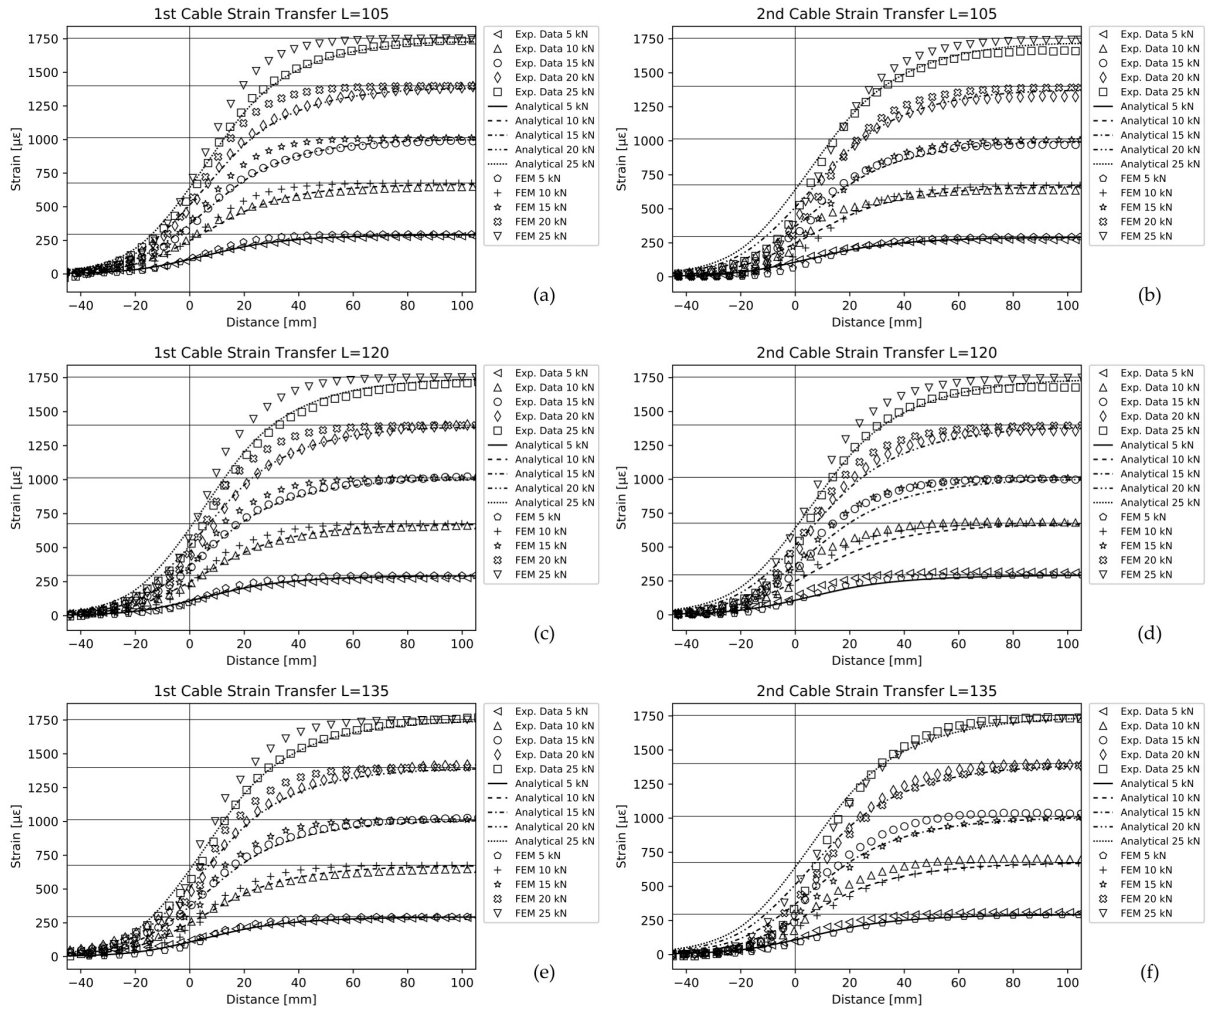 1st Cable Strain Transfer L=105
1750
1500
1250
1000
750
500
250
0
Strain [με]
−40 −20 0 20 40 60 80 100
Distance [mm]
Exp. Data 5 kN
Exp. Data 10 kN
Exp. Data 15 kN
Exp. Data 20 kN
Exp. Data 25 kN
Analytical 5 kN
Analytical 10 kN
Analytical 15 kN
Analytical 20 kN
Analytical 25 kN
FEM 5 kN
FEM 10 kN
FEM 15 kN
FEM 20 kN
FEM 25 kN
(a)
2nd Cable Strain Transfer L=105
1750
1500
1250
1000
750
500
250
0
Strain [με]
−40 −20 0 20 40 60 80 100
Distance [mm]
Exp. Data 5 kN
Exp. Data 10 kN
Exp. Data 15 kN
Exp. Data 20 kN
Exp. Data 25 kN
Analytical 5 kN
Analytical 10 kN
Analytical 15 kN
Analytical 20 kN
Analytical 25 kN
FEM 5 kN
FEM 10 kN
FEM 15 kN
FEM 20 kN
FEM 25 kN
(b)
1st Cable Strain Transfer L=120
1750
1500
1250
1000
750
500
250
0
Strain [με]
−40 −20 0 20 40 60 80 100
Distance [mm]
Exp. Data 5 kN
Exp. Data 10 kN
Exp. Data 15 kN
Exp. Data 20 kN
Exp. Data 25 kN
Analytical 5 kN
Analytical 10 kN
Analytical 15 kN
Analytical 20 kN
Analytical 25 kN
FEM 5 kN
FEM 10 kN
FEM 15 kN
FEM 20 kN
FEM 25 kN
(c)
2nd Cable Strain Transfer L=120
1750
1500
1250
1000
750
500
250
0
Strain [με]
−40 −20 0 20 40 60 80 100
Distance [mm]
Exp. Data 5 kN
Exp. Data 10 kN
Exp. Data 15 kN
Exp. Data 20 kN
Exp. Data 25 kN
Analytical 5 kN
Analytical 10 kN
Analytical 15 kN
Analytical 20 kN
Analytical 25 kN
FEM 5 kN
FEM 10 kN
FEM 15 kN
FEM 20 kN
FEM 25 kN
(d)
1st Cable Strain Transfer L=135
1750
1500
1250
1000
750
500
250
0
Strain [με]
−40 −20 0 20 40 60 80 100
Distance [mm]
Exp. Data 5 kN
Exp. Data 10 kN
Exp. Data 15 kN
Exp. Data 20 kN
Exp. Data 25 kN
Analytical 5 kN
Analytical 10 kN
Analytical 15 kN
Analytical 20 kN
Analytical 25 kN
FEM 5 kN
FEM 10 kN
FEM 15 kN
FEM 20 kN
FEM 25 kN
(e)
2nd Cable Strain Transfer L=135
1750
1500
1250
1000
750
500
250
0
Strain [με]
−40 −20 0 20 40 60 80 100
Distance [mm]
Exp. Data 5 kN
Exp. Data 10 kN
Exp. Data 15 kN
Exp. Data 20 kN
Exp. Data 25 kN
Analytical 5 kN
Analytical 10 kN
Analytical 15 kN
Analytical 20 kN
Analytical 25 kN
FEM 5 kN
FEM 10 kN
FEM 15 kN
FEM 20 kN
FEM 25 kN
(f)